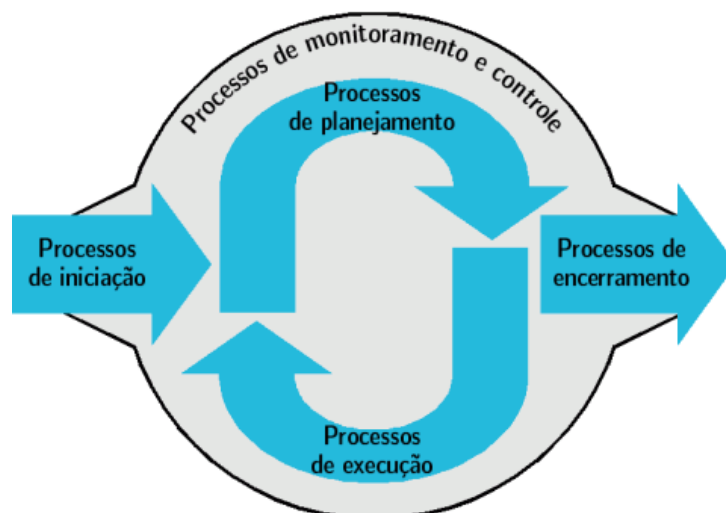 Processos de monitoramento e controle
Processos
de planejamento
Processos
de iniciação
Processos de
encerramento
Processos
de execução